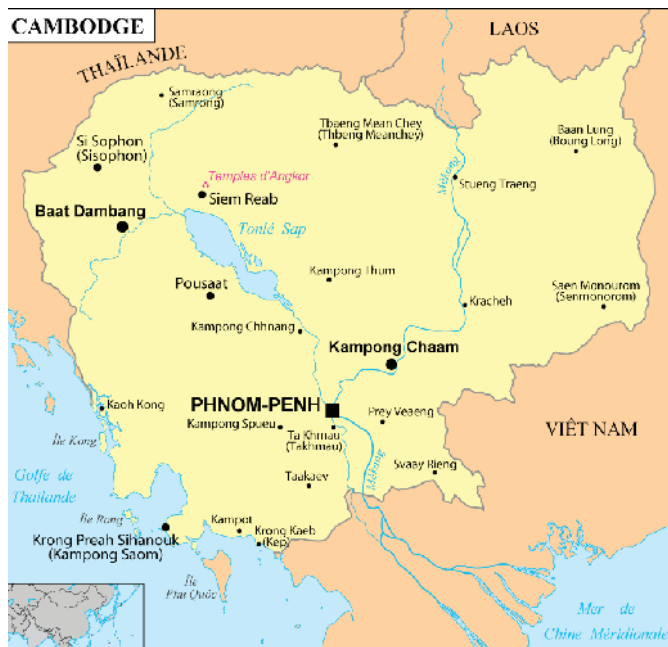 CAMBODGE
LAOS
THAÏLANDE
Samraong
(Samrong)
Tbaeng Mean Chey
(Thbeng Meanchey)
Baan Lung
(Boung Long)
Si Sophon
(Sisophon)
Mékong
Stueng Traeng
Temples d'Angkor
Siem Reab
Baat Dambang
Tonlé Sap
Kampong Thum
Pousaat
Saen Monourom
(Senmonorom)
Kracheh
Kampong Chhnang
Kampong Chaam
PHNOM-PENH
Kaoh Kong
Kampong Spueu
Prey Veaeng
Ta Khmau
(Takhmau)
VIÊT NAM
Île Kong
Mékong
Svaay Rieng
Golfe de
Thaïlande
Taakaev
Île Rong
Kampot
Krong Kaeb
(Kep)
Krong Preah Sihanouk
(Kampong Saom)
Île
Phu Quốc
Mer de
Chine Méridionale